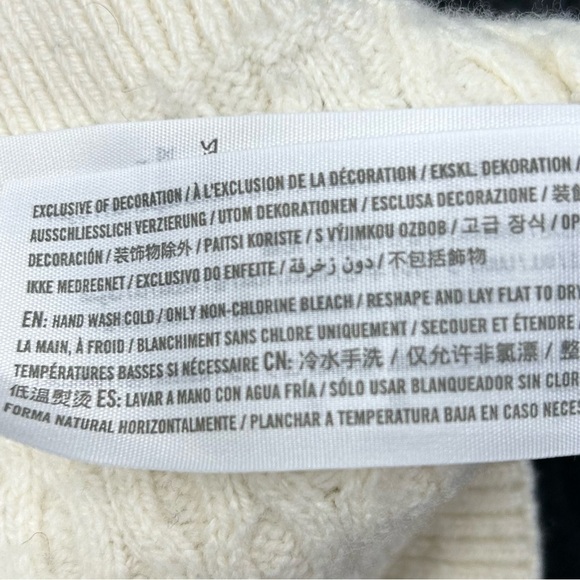 EXCLUSIVE OF DECORATION / À L'EXCLUSION DE LA DÉCORATION / EKSKL. DEKORATION /
AUSSCHLIESSLICH VERZIERUNG / UTOM DEKORATIONEN / ESCLUSA DECORAZIONE / 装
DECORACIÓN / 装饰物除外 / PAITSI KORISTE / S VÝJIMKOU OZDOB / 고급 장식 / OP
IKKE MEDREGNET / EXCLUSIVO DO ENFEITE / دون زخرفة / 不包括飾物
EN: HAND WASH COLD / ONLY NON-CHLORINE BLEACH / RESHAPE AND LAY FLAT TO DRY
LA MAIN, À FROID / BLANCHIMENT SANS CHLORE UNIQUEMENT / SECOUER ET ÉTENDRE
TEMPÉRATURES BASSES SI NÉCESSAIRE CN: 冷水手洗 / 仅允许非氯漂 / 整
低温熨烫 ES: LAVAR A MANO CON AGUA FRÍA / SÓLO USAR BLANQUEADOR SIN CLOR
FORMA NATURAL HORIZONTALMENTE / PLANCHAR A TEMPERATURA BAJA EN CASO NECES